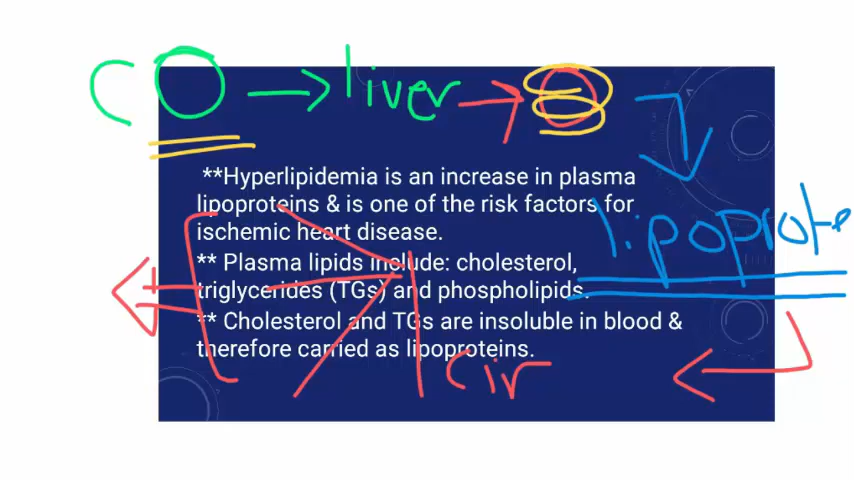 liver
**Hyperlipidemia is an increase in plasma
lipoproteins & is one of the risk factors for
ischemic heart disease.
lipoprote
** Plasma lipids include: cholesterol,
triglycerides (TGs) and phospholipids.
** Cholesterol and TGs are insoluble in blood &
therefore carried as lipoproteins.
Cir